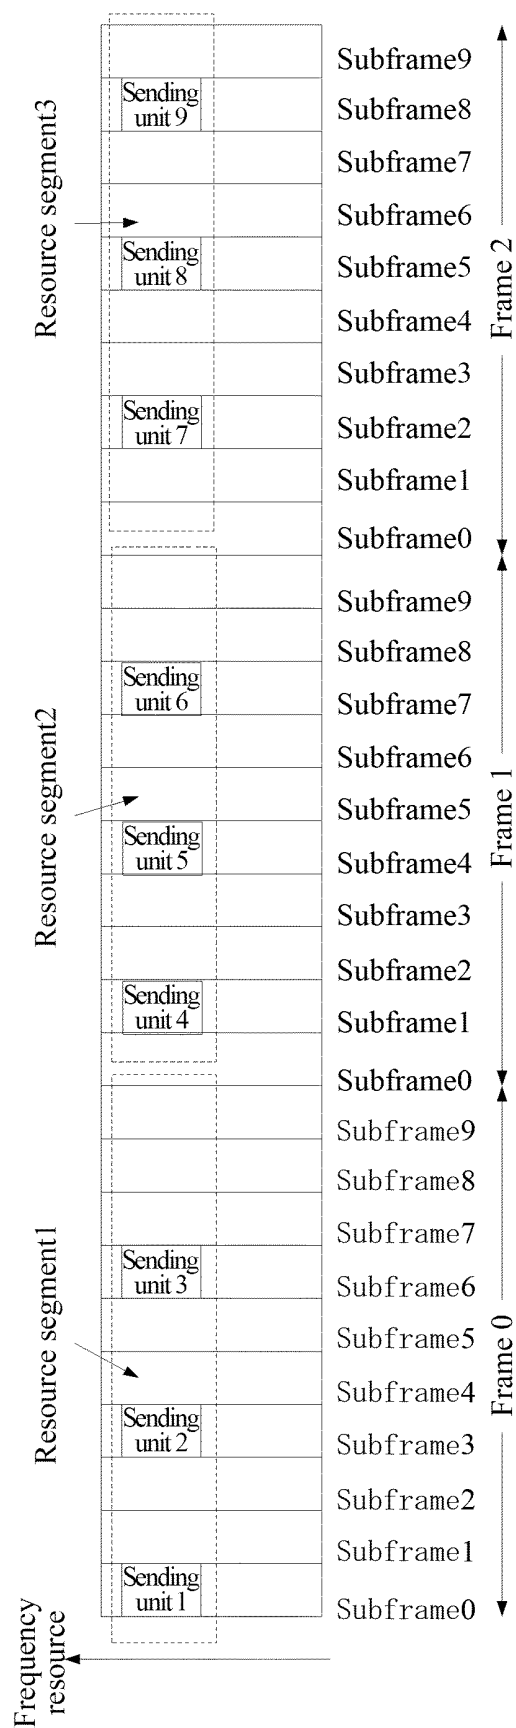 Subframe9
Sending
unit 9
Subframe8
Subframe7
Resource segment3
Subframe6
Sending
unit 8
Subframe5
Frame 2
Subframe4
Subframe3
Sending
unit 7
Subframe2
Subframe1
Subframe0
Subframe9
Subframe8
Sending
unit 6
Subframe7
Subframe6
Resource segment2
Subframe5
Frame 1
Sending
unit 5
Subframe4
Subframe3
Subframe2
Sending
unit 4
Subframe1
Subframe0
Subframe9
Subframe8
Subframe7
Sending
unit 3
Subframe6
Resource segment1
Subframe5
Frame 0
Subframe4
Sending
unit 2
Subframe3
Subframe2
Subframe1
Sending
unit 1
Subframe0
Frequency
resource